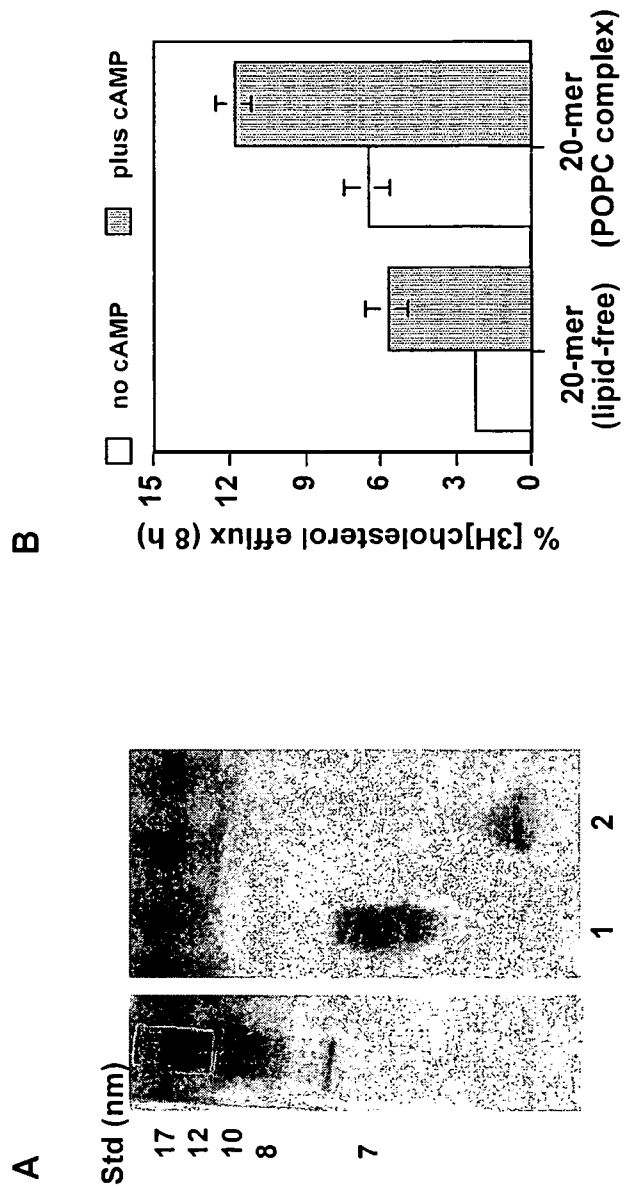 A
Std (nm)
17
12
10
8
7
1 2
B
no cAMP plus cAMP
% [3H]cholesterol efflux (8 h)
15
12
9
6
3
0
20-mer (lipid-free)
20-mer (POPC complex)